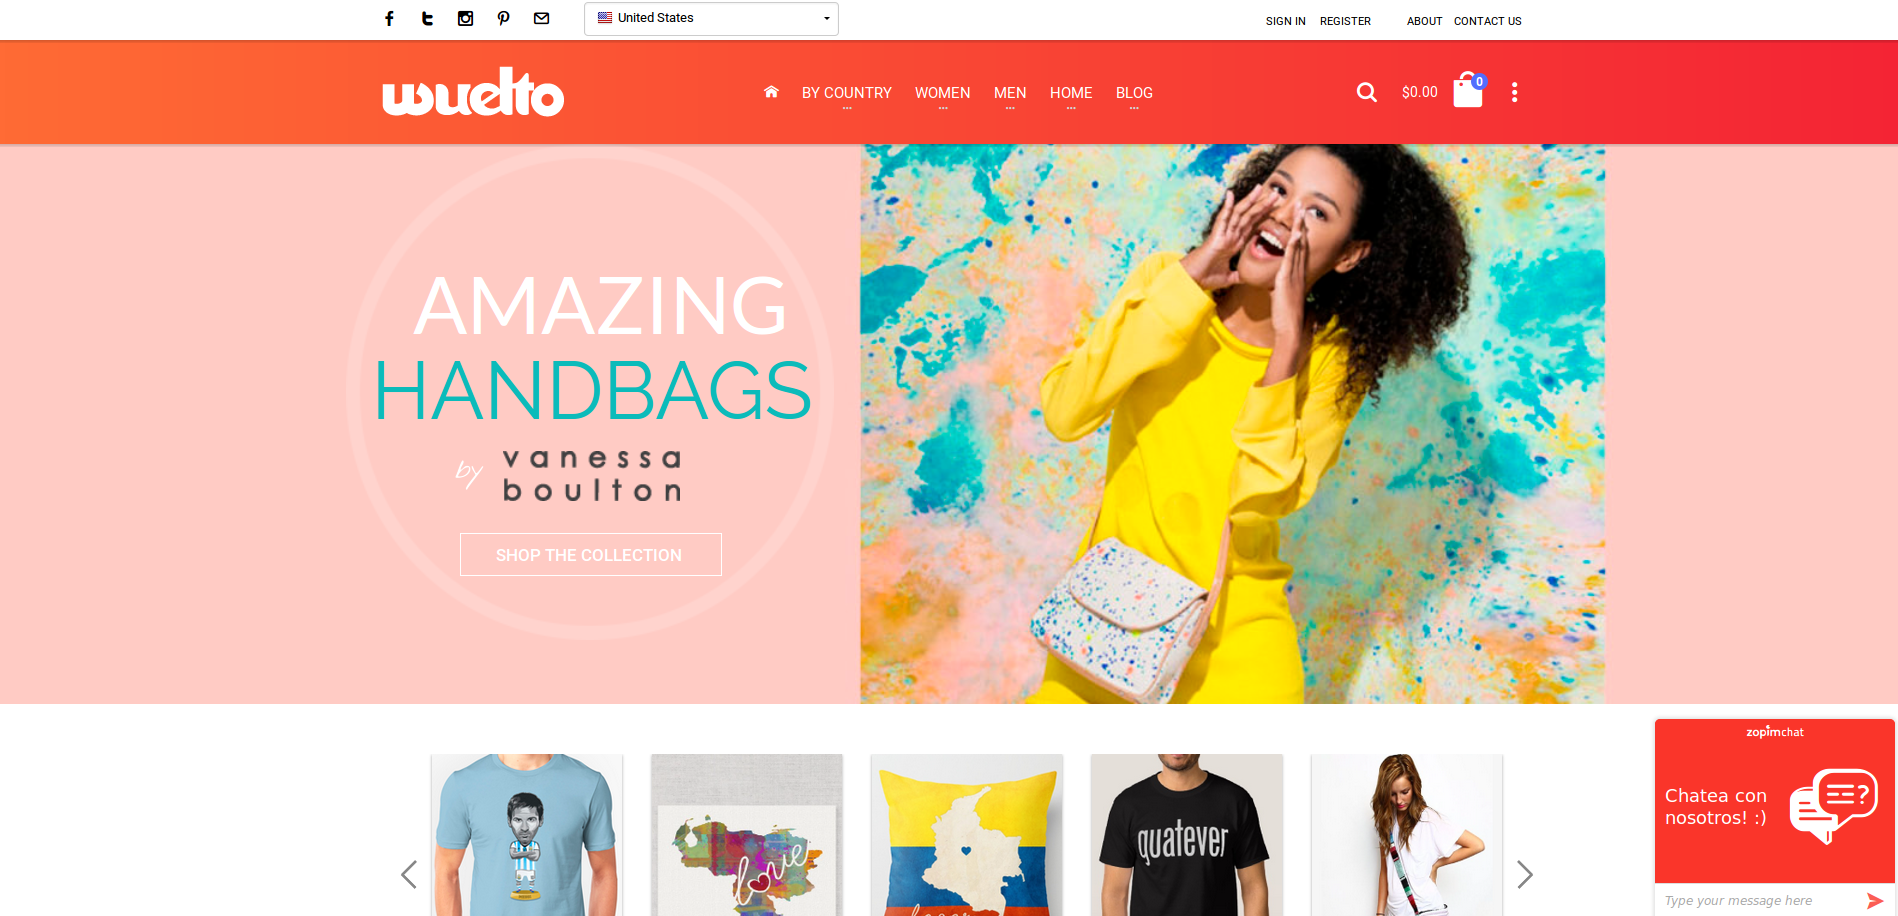 United States
SIGN IN
REGISTER
ABOUT
CONTACT US
wuelto
BY COUNTRY
WOMEN
MEN
HOME
BLOG
$0.00
0
AMAZING
HANDBAGS
by
vanessa
boulton
SHOP THE COLLECTION
love
quatever
zopimchat
Chatea con
nosotros! :)
Type your message here